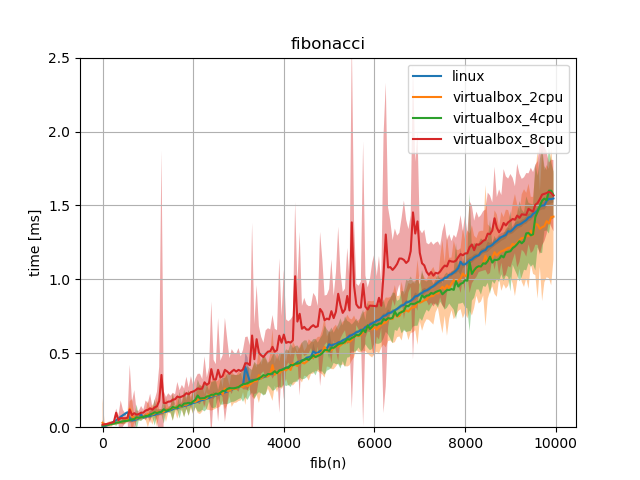 fibonacci
2.5
2.0
1.5
1.0
0.5
0.0
time [ms]
linux
virtualbox_2cpu
virtualbox_4cpu
virtualbox_8cpu
0
2000
4000
6000
8000
10000
fib(n)